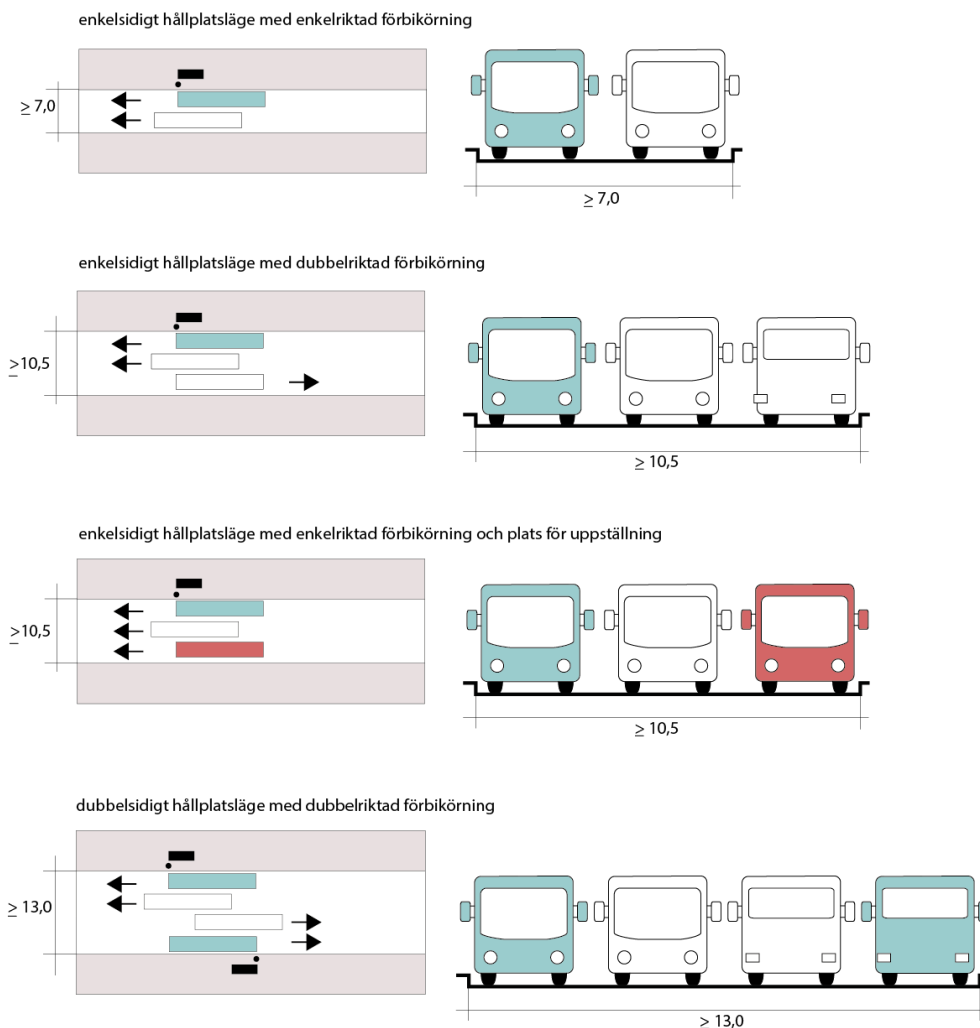 enkelsidigt hållplatsläge med enkelriktad förbikörning
≥ 7,0
≥ 7,0
enkelsidigt hållplatsläge med dubbelriktad förbikörning
≥10,5
≥ 10,5
enkelsidigt hållplatsläge med enkelriktad förbikörning och plats för uppställning
≥10,5
≥ 10,5
dubbelsidigt hållplatsläge med dubbelriktad förbikörning
≥ 13,0
≥ 13,0